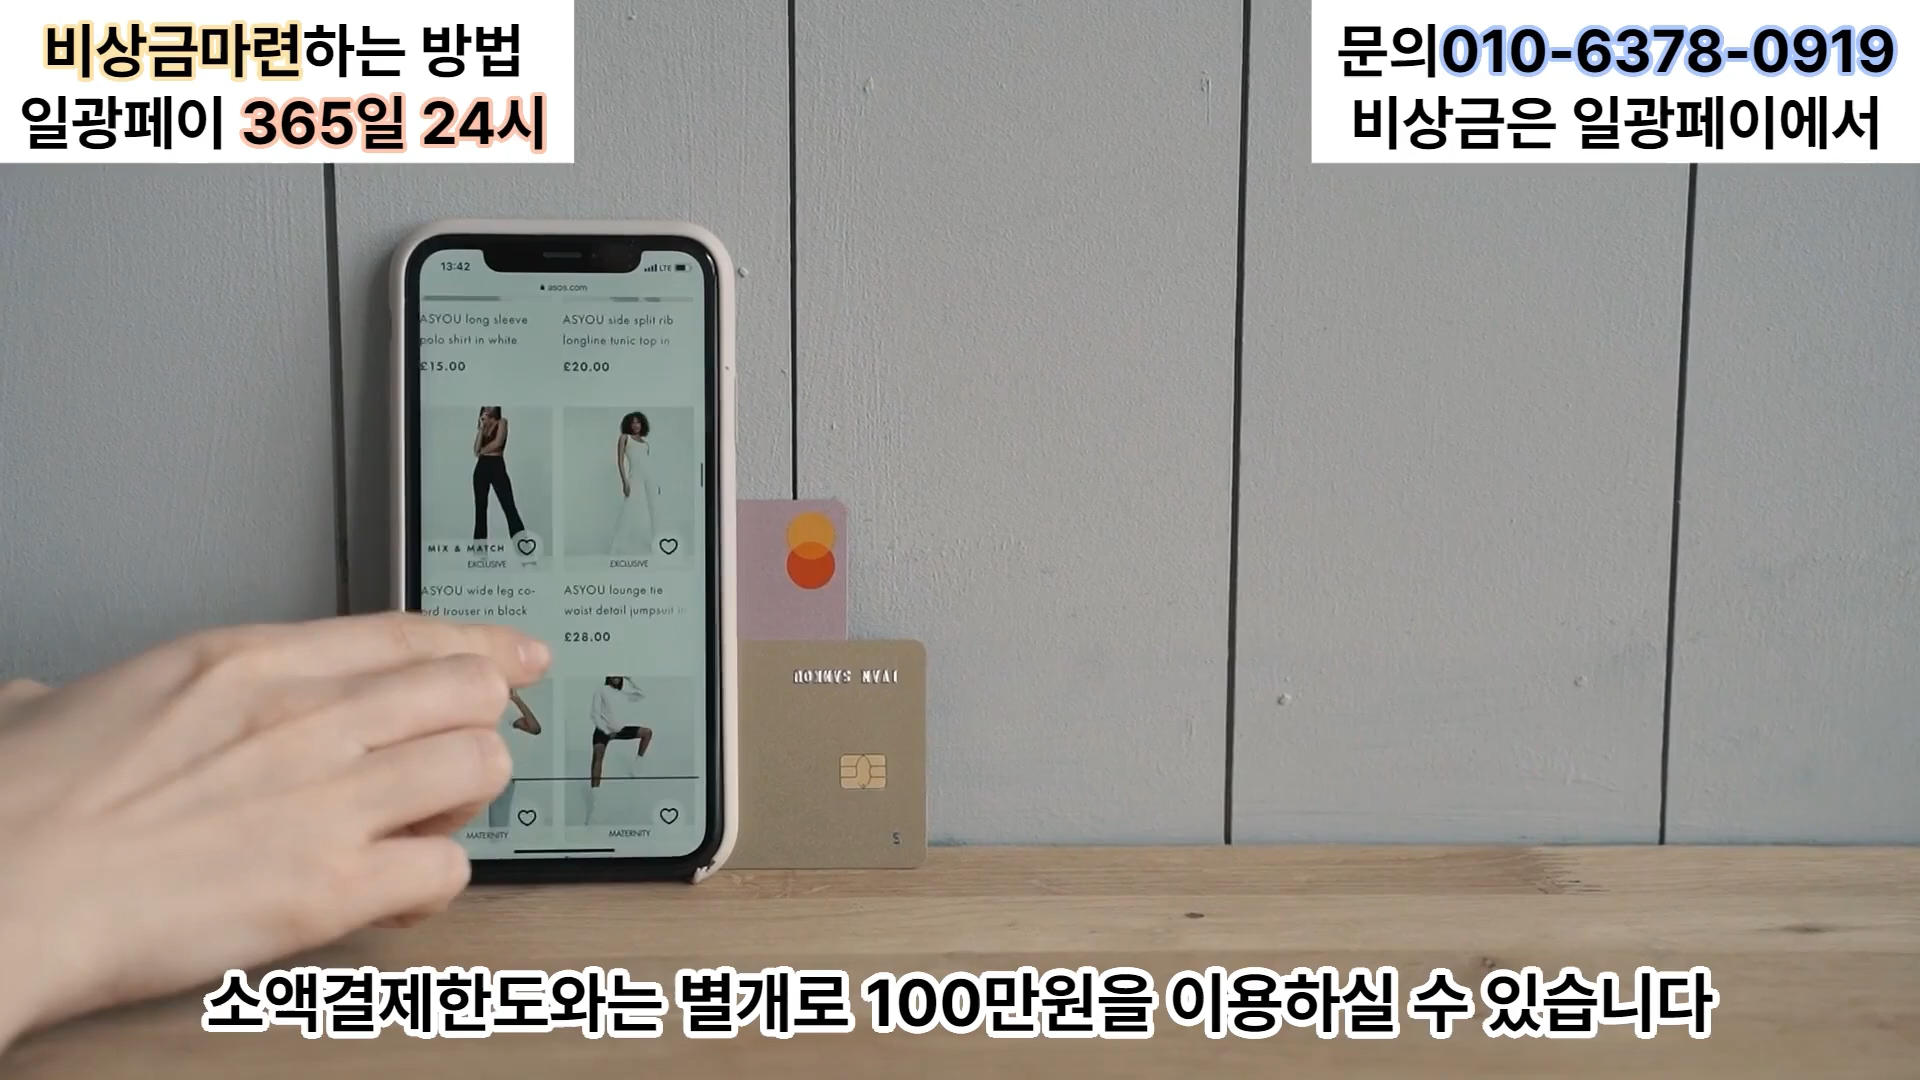 비상금마련하는 방법
일광페이 365일 24시
문의010-6378-0919
비상금은 일광페이에서
13:42
LTE
asos.com
ASYOU long sleeve
polo shirt in white
£15.00
ASYOU side split rib
longline tunic top in
£20.00
MIX & MATCH
EXCLUSIVE
EXCLUSIVE
ASYOU wide leg co-
ord trouser in black
ASYOU lounge tie
waist detail jumpsuit in
£28.00
MATERNITY
MATERNITY
IVAN SANKOU
소액결제한도와는 별개로 100만원을 이용하실 수 있습니다